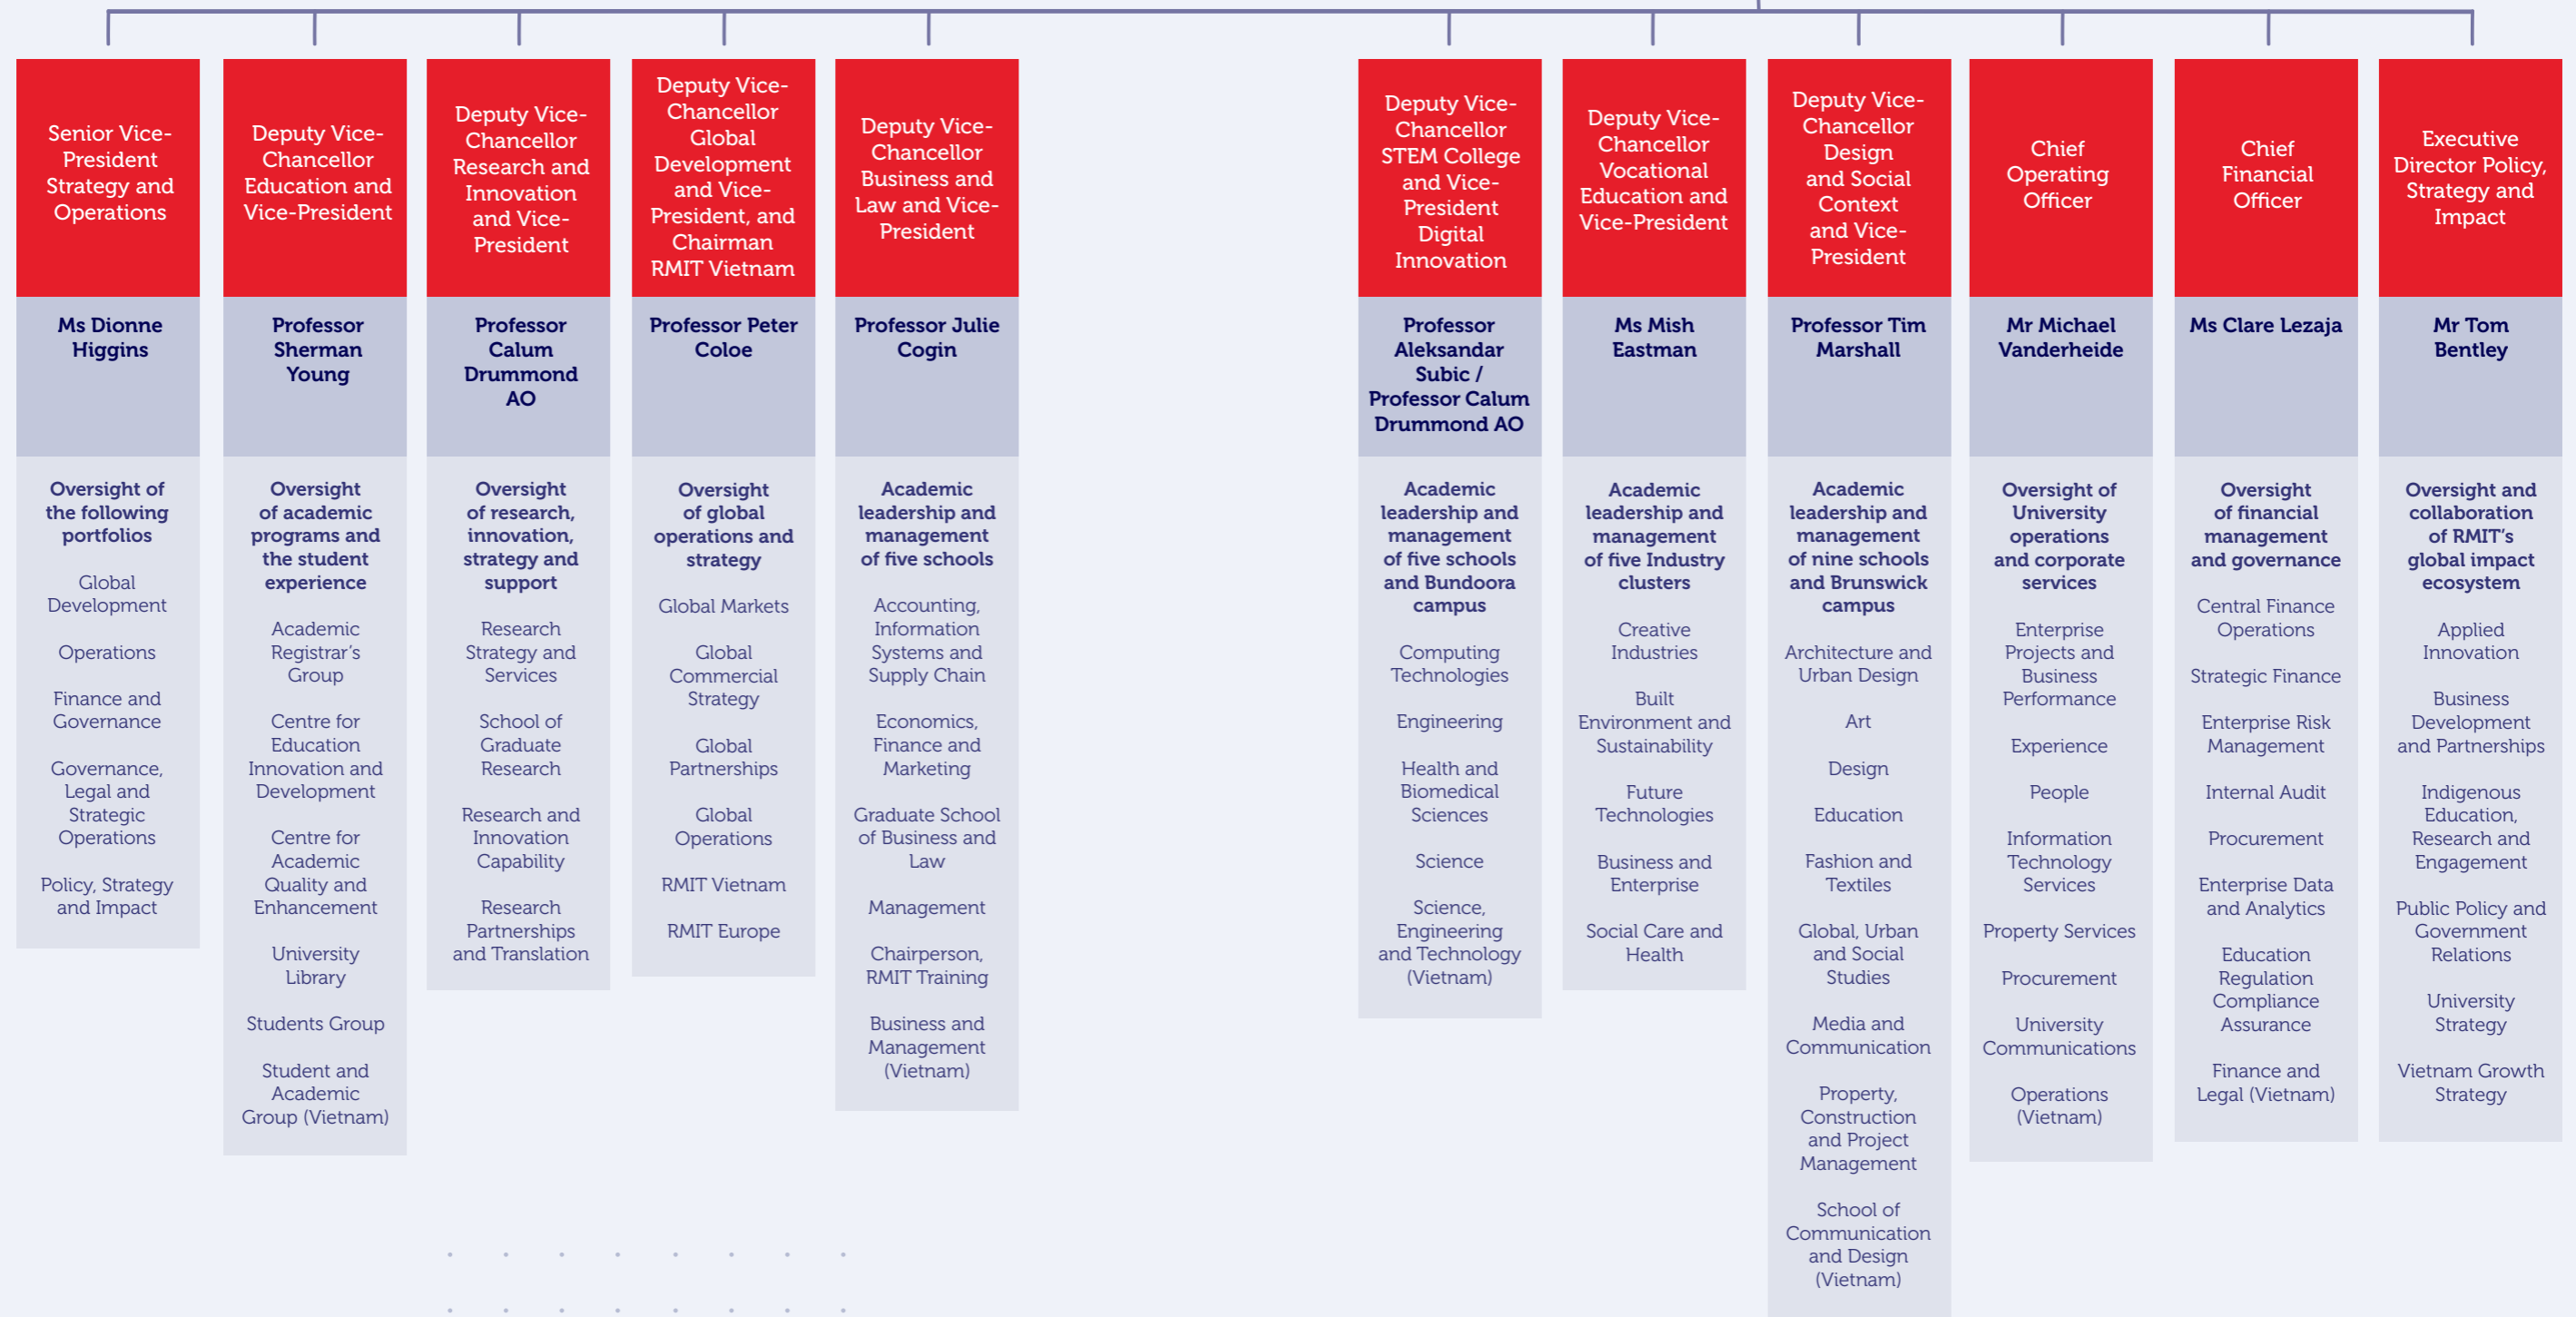 Senior Vice-
President
Strategy and
Operations
Ms Dionne
Higgins
Oversight of
the following
portfolios
Global
Development
Operations
Finance and
Governance
Governance,
Legal and
Strategic
Operations
Policy, Strategy
and Impact
Deputy Vice-
Chancellor
Education and
Vice-President
Professor
Sherman
Young
Oversight
of academic
programs and
the student
experience
Academic
Registrar's
Group
Centre for
Education
Innovation and
Development
Centre for
Academic
Quality and
Enhancement
University
Library
Students Group
Student and
Academic
Group (Vietnam)
Deputy Vice-
Chancellor
Research and
Innovation
and Vice-
President
Professor
Calum
Drummond
AO
Oversight
of research,
innovation,
strategy and
support
Research
Strategy and
Services
School of
Graduate
Research
Research and
Innovation
Capability
Research
Partnerships
and Translation
Deputy Vice-
Chancellor
Global
Development
and Vice-
President, and
Chairman
RMIT Vietnam
Professor Peter
Coloe
Oversight
of global
operations and
strategy
Global Markets
Global
Commercial
Strategy
Global
Partnerships
Global
Operations
RMIT Vietnam
RMIT Europe
Deputy Vice-
Chancellor
Business and
Law and Vice-
President
Professor Julie
Cogin
Academic
leadership and
management
of five schools
Accounting,
Information
Systems and
Supply Chain
Economics,
Finance and
Marketing
Graduate School
of Business and
Law
Management
Chairperson,
RMIT Training
Business and
Management
(Vietnam)
Deputy Vice-
Chancellor
STEM College
and Vice-
President
Digital
Innovation
Professor
Aleksandar
Subic /
Professor Calum
Drummond AO
Academic
leadership and
management
of five schools
and Bundoora
campus
Computing
Technologies
Engineering
Health and
Biomedical
Sciences
Science
Science,
Engineering
and Technology
(Vietnam)
Deputy Vice-
Chancellor
Vocational
Education and
Vice-President
Ms Mish
Eastman
Academic
leadership and
management
of five Industry
clusters
Creative
Industries
Built
Environment and
Sustainability
Future
Technologies
Business and
Enterprise
Social Care and
Health
Deputy Vice-
Chancellor
Design
and Social
Context
and Vice-
President
Professor Tim
Marshall
Academic
leadership and
management
of nine schools
and Brunswick
campus
Architecture and
Urban Design
Art
Design
Education
Fashion and
Textiles
Global, Urban
and Social
Studies
Media and
Communication
Property,
Construction
and Project
Management
School of
Communication
and Design
(Vietnam)
Chief
Operating
Officer
Mr Michael
Vanderheide
Oversight of
University
operations
and corporate
services
Enterprise
Projects and
Business
Performance
Experience
People
Information
Technology
Services
Property Services
Procurement
University
Communications
Operations
(Vietnam)
Chief
Financial
Officer
Ms Clare Lezaja
Oversight
of financial
management
and governance
Central Finance
Operations
Strategic Finance
Enterprise Risk
Management
Internal Audit
Procurement
Enterprise Data
and Analytics
Education
Regulation
Compliance
Assurance
Finance and
Legal (Vietnam)
Executive
Director Policy,
Strategy and
Impact
Mr Tom
Bentley
Oversight and
collaboration
of RMIT's
global impact
ecosystem
Applied
Innovation
Business
Development
and Partnerships
Indigenous
Education,
Research and
Engagement
Public Policy and
Government
Relations
University
Strategy
Vietnam Growth
Strategy